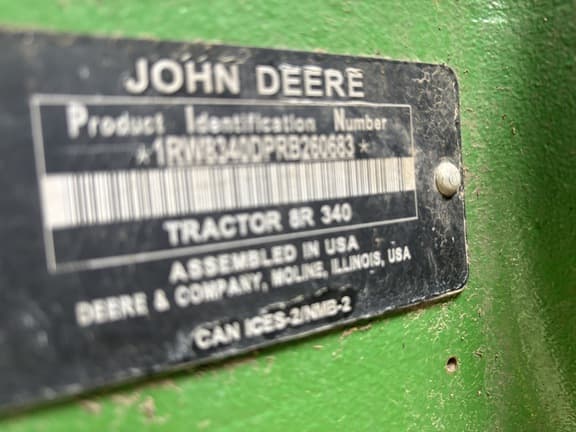 JOHN DEERE
Product Identification Number
*1RW8340DPRB260683*
TRACTOR 8R 340
ASSEMBLED IN USA
DEERE & COMPANY, MOLINE, ILLINOIS, USA
CAN ICES-2/NMB-2